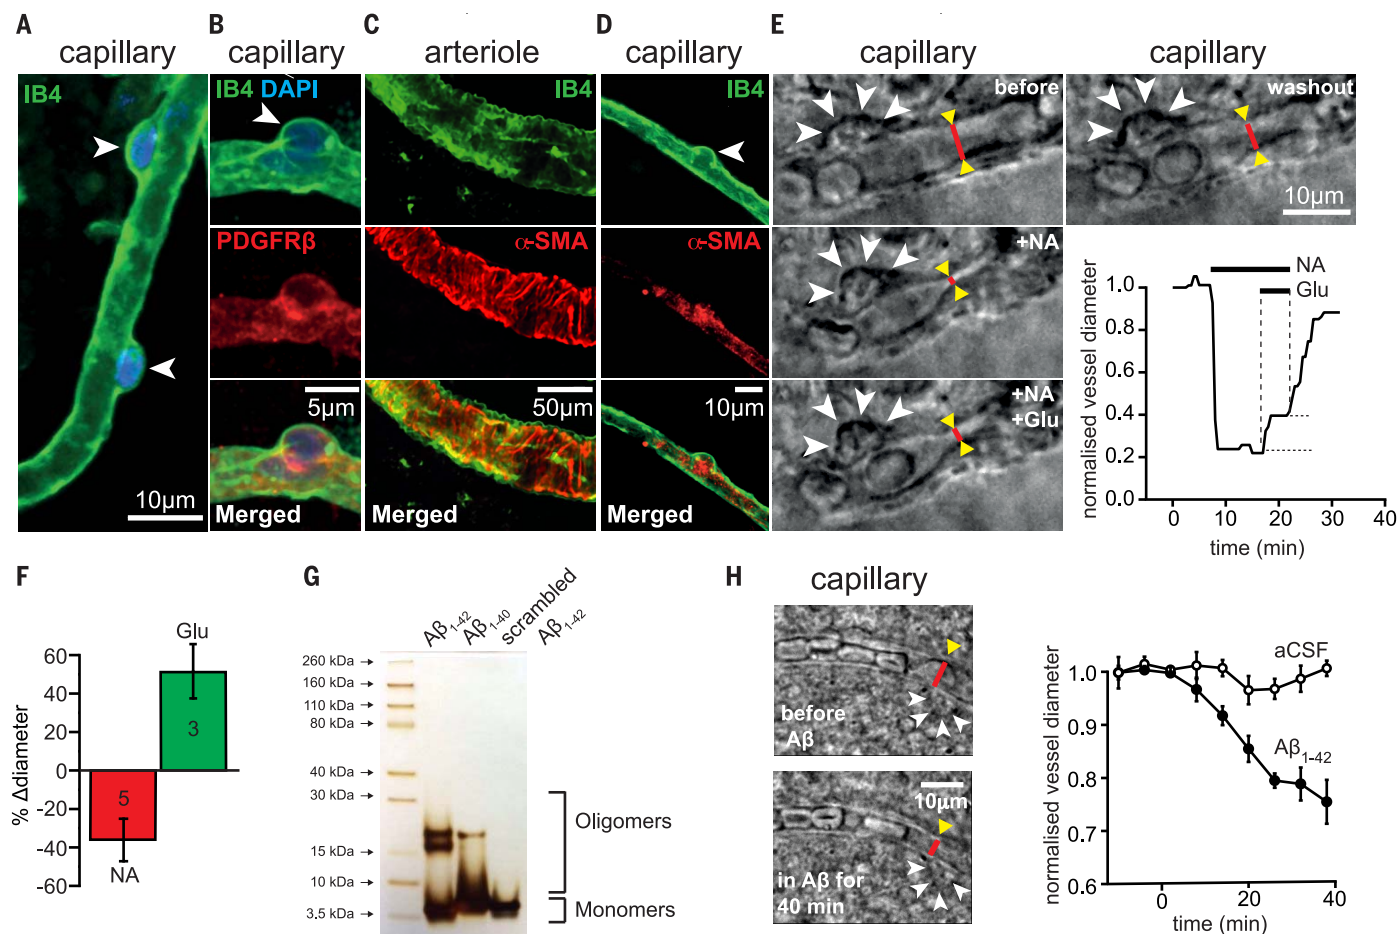 A
capillary
IB4
10μm
B
capillary
IB4 DAPI
PDGFRβ
5μm
Merged
C
arteriole
IB4
α-SMA
50μm
Merged
D
capillary
IB4
α-SMA
10μm
Merged
E
capillary
before
+NA
+NA
+Glu
capillary
washout
10μm
NA
Glu
normalised vessel diameter
1.0
0.8
0.6
0.4
0.2
0.0
0 10 20 30 40
time (min)
F
Glu
% Δdiameter
60
40
20
0
-20
-40
-60
3
5
NA
G
Aβ1-42
Aβ1-40
scrambled
Aβ1-42
260 kDa
160 kDa
110 kDa
80 kDa
40 kDa
30 kDa
15 kDa
10 kDa
3.5 kDa
Oligomers
Monomers
H
capillary
before
Aβ
10μm
in Aβ for
40 min
normalised vessel diameter
1.0
0.9
0.8
0.7
0.6
aCSF
Aβ1-42
0 20 40
time (min)